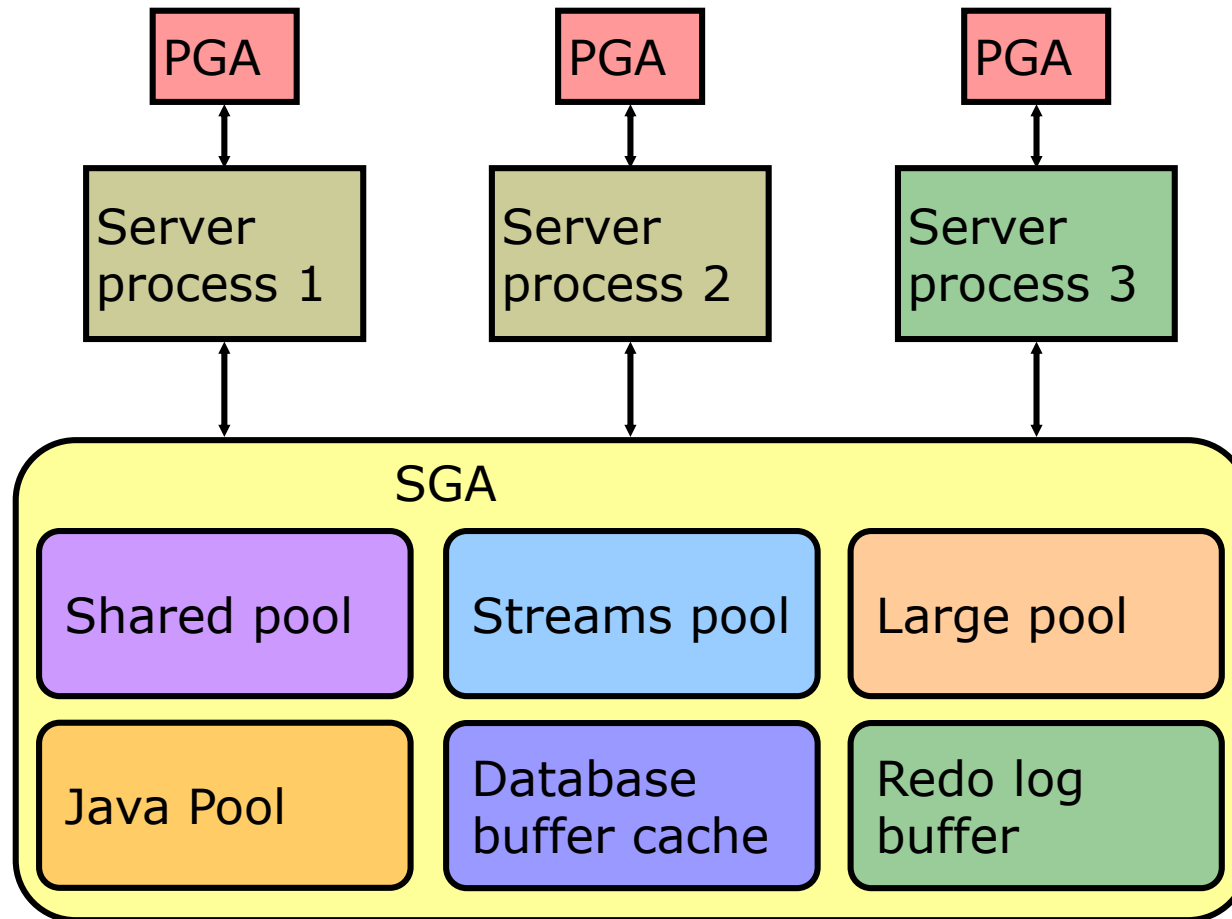 PGA
PGA
PGA
Server
process 1
Server
process 2
Server
process 3
SGA
Shared pool
Streams pool
Large pool
Java Pool
Database
buffer cache
Redo log
buffer